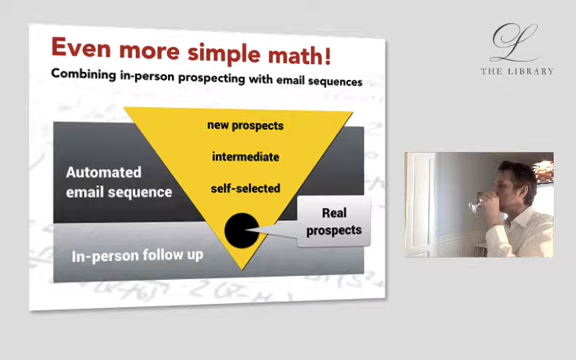 Even more simple math!
Combining in-person prospecting with email sequences
new prospects
intermediate
self-selected
Automated
email sequence
Real
prospects
In-person follow up
L
THE LIBRARY